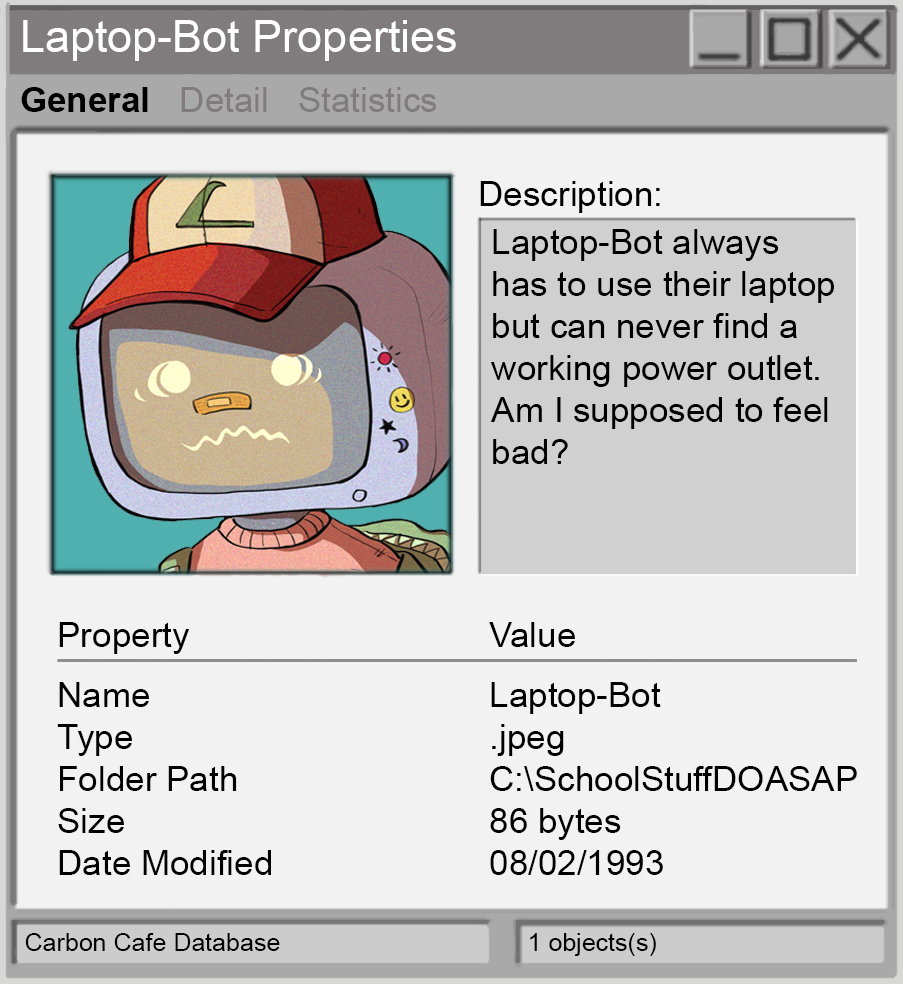 Laptop-Bot Properties
General Detail Statistics
Description:
Laptop-Bot always
has to use their laptop
but can never find a
working power outlet.
Am I supposed to feel
bad?
Property Value
Name Laptop-Bot
Type .jpeg
Folder Path C:\SchoolStuffDOASAP
Size 86 bytes
Date Modified 08/02/1993
Carbon Cafe Database 1 objects(s)